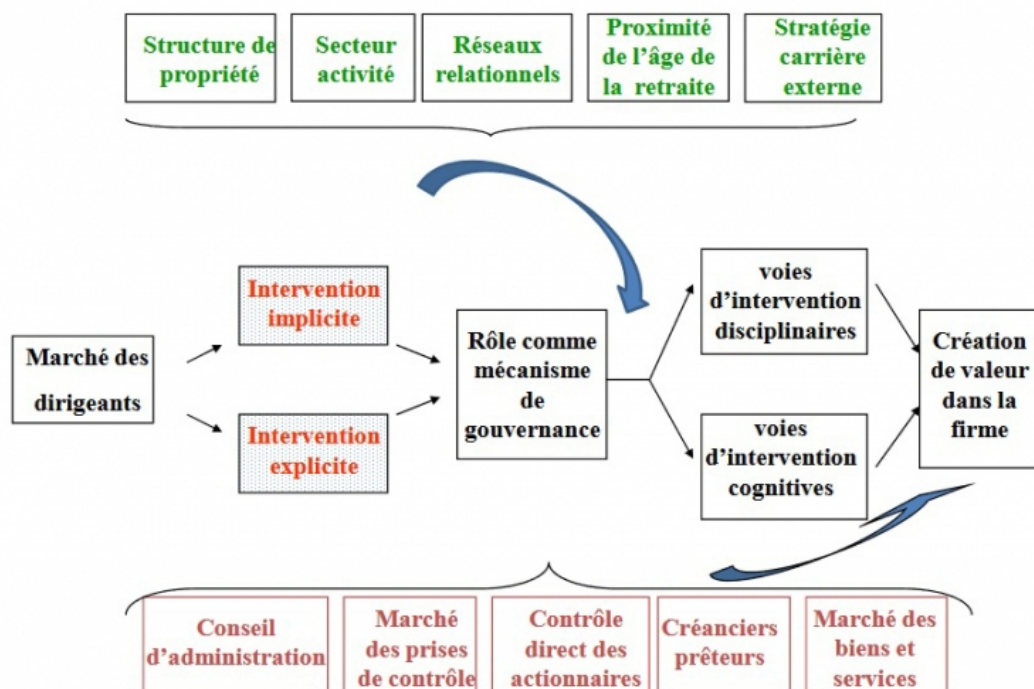 Structure de
propriété
Secteur
activité
Réseaux
relationnels
Proximité
de l'âge de
la retraite
Stratégie
carrière
externe
Intervention
implicite
Marché des
dirigeants
Intervention
explicite
Rôle comme
mécanisme
de
gouvernance
voies
d'intervention
disciplinaires
voies
d'intervention
cognitives
Création
de valeur
dans la
firme
Conseil
d'administration
Marché
des prises
de contrôle
Contrôle
direct des
actionnaires
Créanciers
prêteurs
Marché des
biens et
services